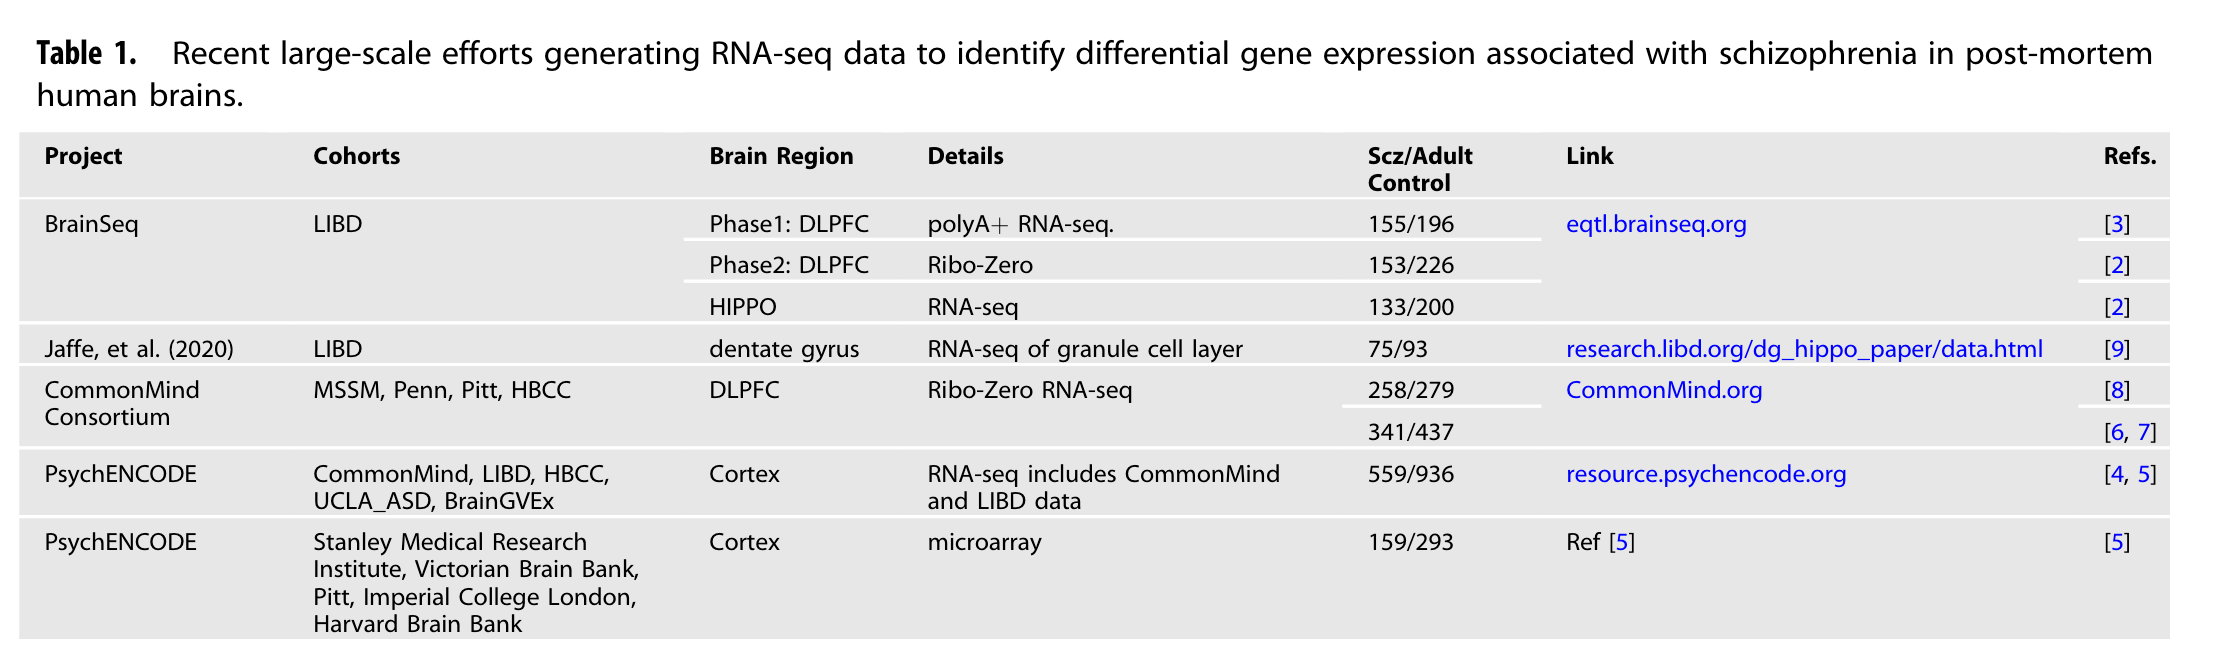 Table 1. Recent large-scale efforts generating RNA-seq data to identify differential gene expression associated with schizophrenia in post-mortem
human brains.
Project Cohorts Brain Region Details Scz/Adult Control Link Refs.
BrainSeq LIBD Phase1: DLPFC polyA+ RNA-seq. 155/196 eqtl.brainseq.org [3]
Phase2: DLPFC Ribo-Zero 153/226 [2]
HIPPO RNA-seq 133/200 [2]
Jaffe, et al. (2020) LIBD dentate gyrus RNA-seq of granule cell layer 75/93 research.libd.org/dg_hippo_paper/data.html [9]
CommonMind MSSM, Penn, Pitt, HBCC DLPFC Ribo-Zero RNA-seq 258/279 CommonMind.org [8]
Consortium
341/437 [6, 7]
PsychENCODE CommonMind, LIBD, HBCC, Cortex RNA-seq includes CommonMind 559/936 resource.psychencode.org [4, 5]
UCLA_ASD, BrainGVEx and LIBD data
PsychENCODE Stanley Medical Research Cortex microarray 159/293 Ref [5] [5]
Institute, Victorian Brain Bank,
Pitt, Imperial College London,
Harvard Brain Bank